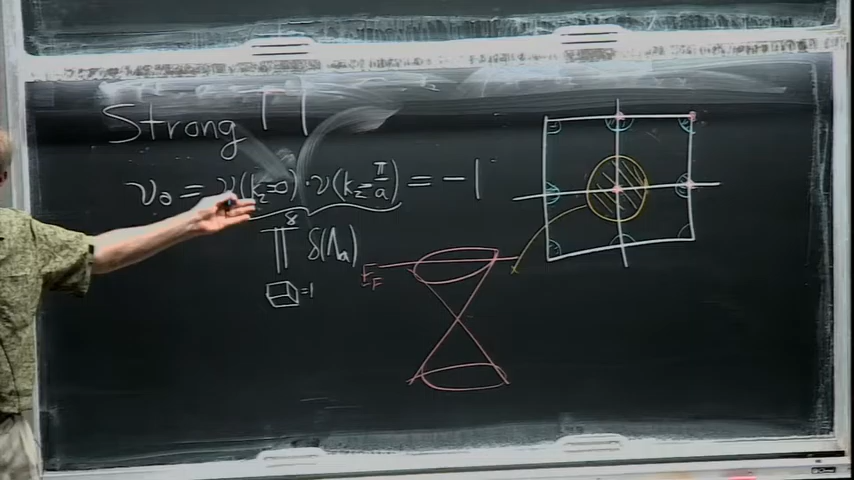 Strong TI
ν₀ = ν(k_z=0) · ν(k_z=π/a) = −1
8
∏ δ(Λₐ)
=1
E_F